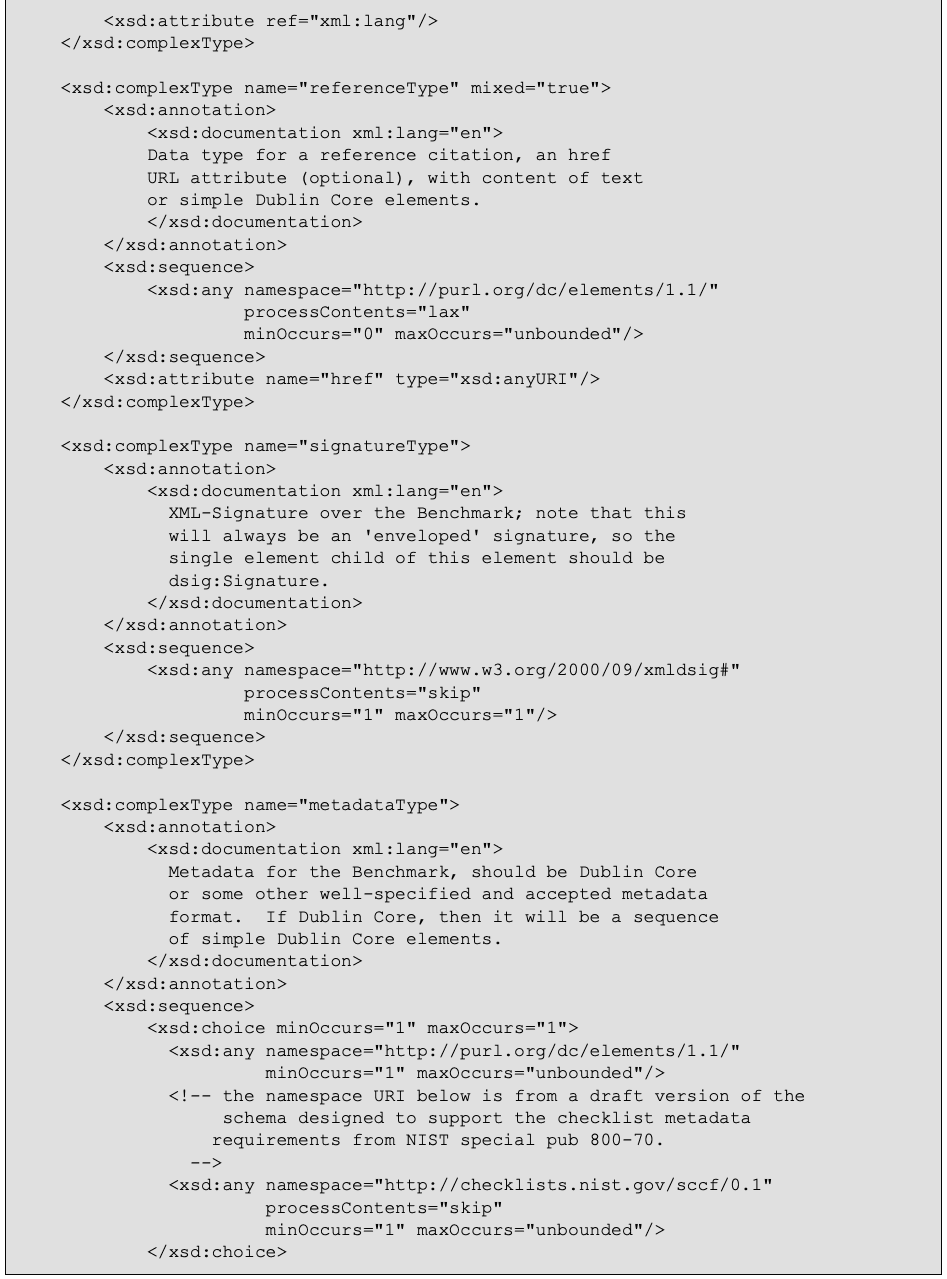 <xsd:attribute ref="xml:lang"/>
</xsd:complexType>
<xsd:complexType name="referenceType" mixed="true">
<xsd:annotation>
<xsd:documentation xml:lang="en">
Data type for a reference citation, an href
URL attribute (optional), with content of text
or simple Dublin Core elements.
</xsd:documentation>
</xsd:annotation>
<xsd:sequence>
<xsd:any namespace="http://purl.org/dc/elements/1.1/"
processContents="lax"
minOccurs="0" maxOccurs="unbounded"/>
</xsd:sequence>
<xsd:attribute name="href" type="xsd:anyURI"/>
</xsd:complexType>
<xsd:complexType name="signatureType">
<xsd:annotation>
<xsd:documentation xml:lang="en">
XML-Signature over the Benchmark; note that this
will always be an 'enveloped' signature, so the
single element child of this element should be
dsig:Signature.
</xsd:documentation>
</xsd:annotation>
<xsd:sequence>
<xsd:any namespace="http://www.w3.org/2000/09/xmldsig#"
processContents="skip"
minOccurs="1" maxOccurs="1"/>
</xsd:sequence>
</xsd:complexType>
<xsd:complexType name="metadataType">
<xsd:annotation>
<xsd:documentation xml:lang="en">
Metadata for the Benchmark, should be Dublin Core
or some other well-specified and accepted metadata
format.  If Dublin Core, then it will be a sequence
of simple Dublin Core elements.
</xsd:documentation>
</xsd:annotation>
<xsd:sequence>
<xsd:choice minOccurs="1" maxOccurs="1">
<xsd:any namespace="http://purl.org/dc/elements/1.1/"
minOccurs="1" maxOccurs="unbounded"/>
<!-- the namespace URI below is from a draft version of the
schema designed to support the checklist metadata
requirements from NIST special pub 800-70.
-->
<xsd:any namespace="http://checklists.nist.gov/sccf/0.1"
processContents="skip"
minOccurs="1" maxOccurs="unbounded"/>
</xsd:choice>